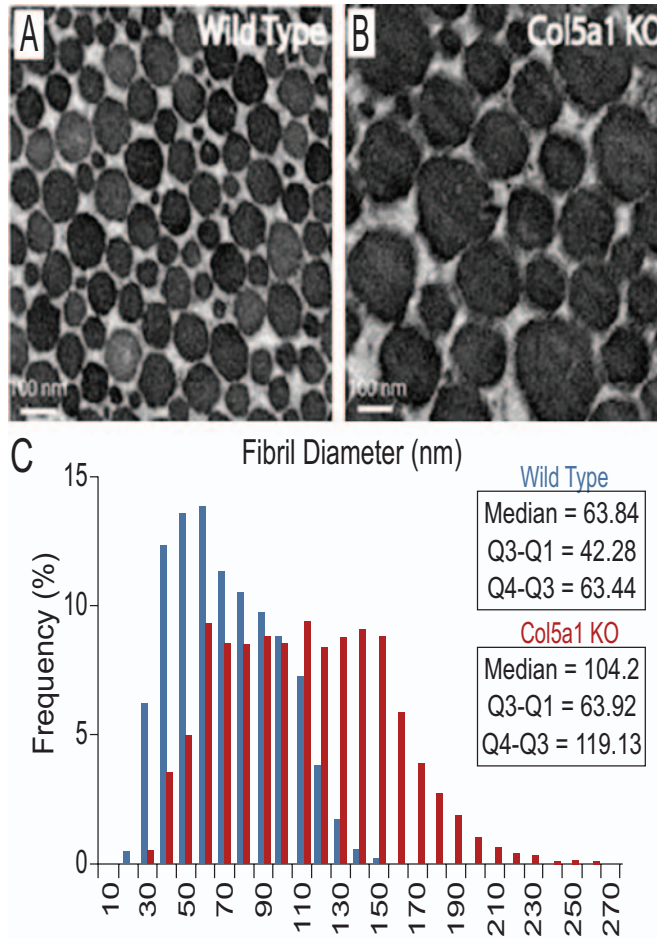 A
Wild Type
100 nm
B
Col5a1 KO
100 nm
C
Fibril Diameter (nm)
Frequency (%)
15
10
5
0
10
30
50
70
90
110
130
150
170
190
210
230
250
270
Wild Type
Median = 63.84
Q3-Q1 = 42.28
Q4-Q3 = 63.44
Col5a1 KO
Median = 104.2
Q3-Q1 = 63.92
Q4-Q3 = 119.13